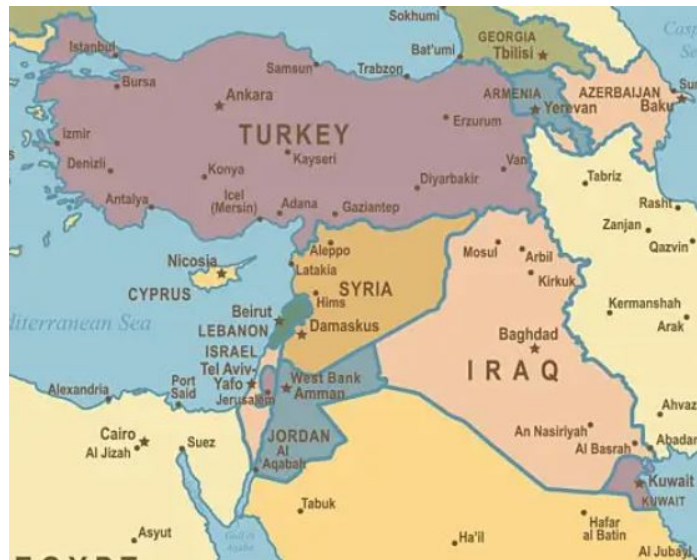 Sokhumi
GEORGIA
Tbilisi
Istanbul
Bat'umi
Samsun
Trabzon
Bursa
ARMENIA
AZERBAIJAN
Ankara
Yerevan
Baku
Erzurum
TURKEY
Izmir
Kayseri
Denizli
Konya
Van
Tabriz
Diyarbakir
Antalya
Icel
(Mersin)
Adana
Gaziantep
Rasht
Zanjan
Qazvin
Aleppo
Mosul
Arbil
Nicosia
Latakia
Kirkuk
CYPRUS
SYRIA
Hims
Beirut
Kermanshah
LEBANON
Damaskus
Arak
Baghdad
ISRAEL
Tel Aviv-
Yafo
West Bank
Amman
IRAQ
Alexandria
Port
Said
Jerusalem
Ahvaz
An Nasiriyah
Cairo
Al Jizah
Suez
JORDAN
Al
Aqabah
Al Basrah
Abadan
Kuwait
KUWAIT
Tabuk
Hafar
al Batin
Asyut
Ha'il
Al Jubay
EGYPT